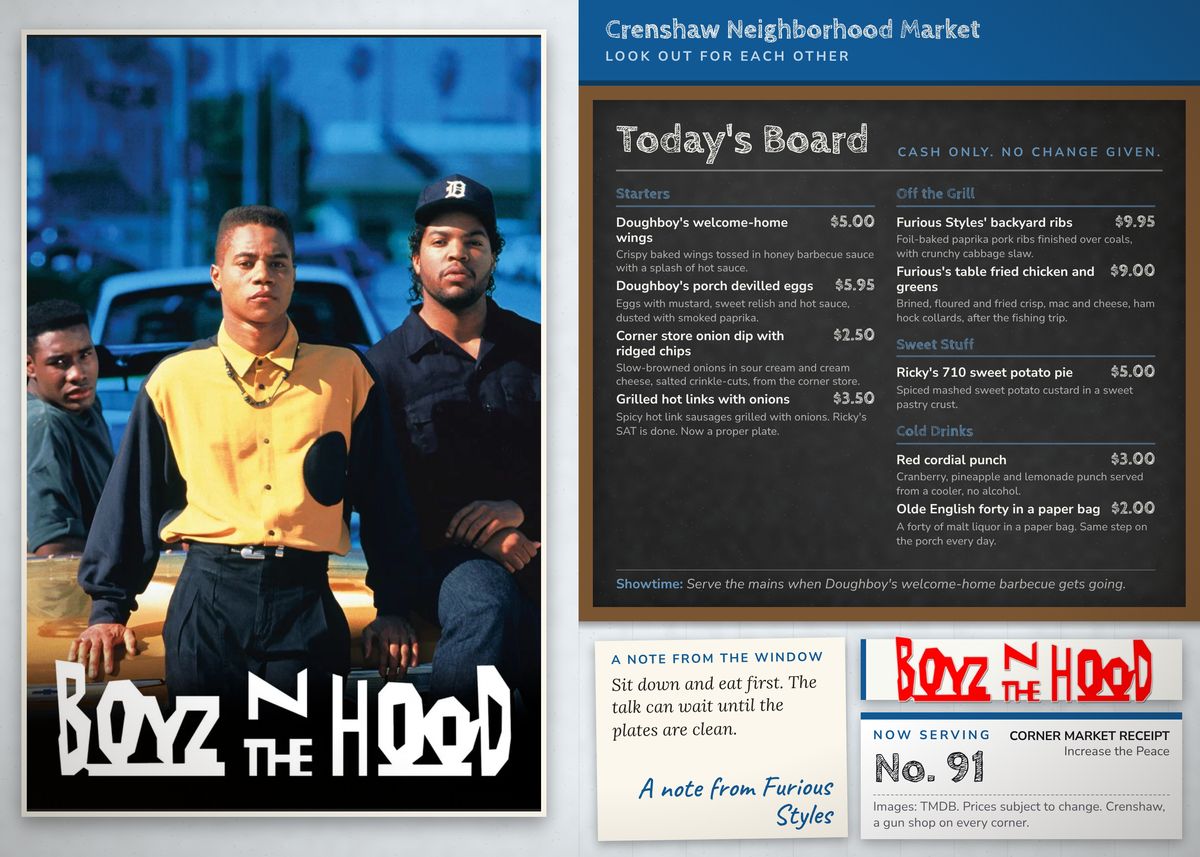 BOYZ N THE HOOD
Crenshaw Neighborhood Market
LOOK OUT FOR EACH OTHER
Today's Board
CASH ONLY. NO CHANGE GIVEN.
Starters
Doughboy's welcome-home $5.00
wings
Crispy baked wings tossed in honey barbecue sauce
with a splash of hot sauce.
Doughboy's porch devilled eggs $5.95
Eggs with mustard, sweet relish and hot sauce,
dusted with smoked paprika.
Corner store onion dip with $2.50
ridged chips
Slow-browned onions in sour cream and cream
cheese, salted crinkle-cuts, from the corner store.
Grilled hot links with onions $3.50
Spicy hot link sausages grilled with onions. Ricky's
SAT is done. Now a proper plate.
Off the Grill
Furious Styles' backyard ribs $9.95
Foil-baked paprika pork ribs finished over coals,
with crunchy cabbage slaw.
Furious's table fried chicken and $9.00
greens
Brined, floured and fried crisp, mac and cheese, ham
hock collards, after the fishing trip.
Sweet Stuff
Ricky's 710 sweet potato pie $5.00
Spiced mashed sweet potato custard in a sweet
pastry crust.
Cold Drinks
Red cordial punch $3.00
Cranberry, pineapple and lemonade punch served
from a cooler, no alcohol.
Olde English forty in a paper bag $2.00
A forty of malt liquor in a paper bag. Same step on
the porch every day.
Showtime: Serve the mains when Doughboy's welcome-home barbecue gets going.
A NOTE FROM THE WINDOW
Sit down and eat first. The
talk can wait until the
plates are clean.
A note from Furious
Styles
BOYZ N THE HOOD
NOW SERVING
No. 91
CORNER MARKET RECEIPT
Increase the Peace
Images: TMDB. Prices subject to change. Crenshaw,
a gun shop on every corner.